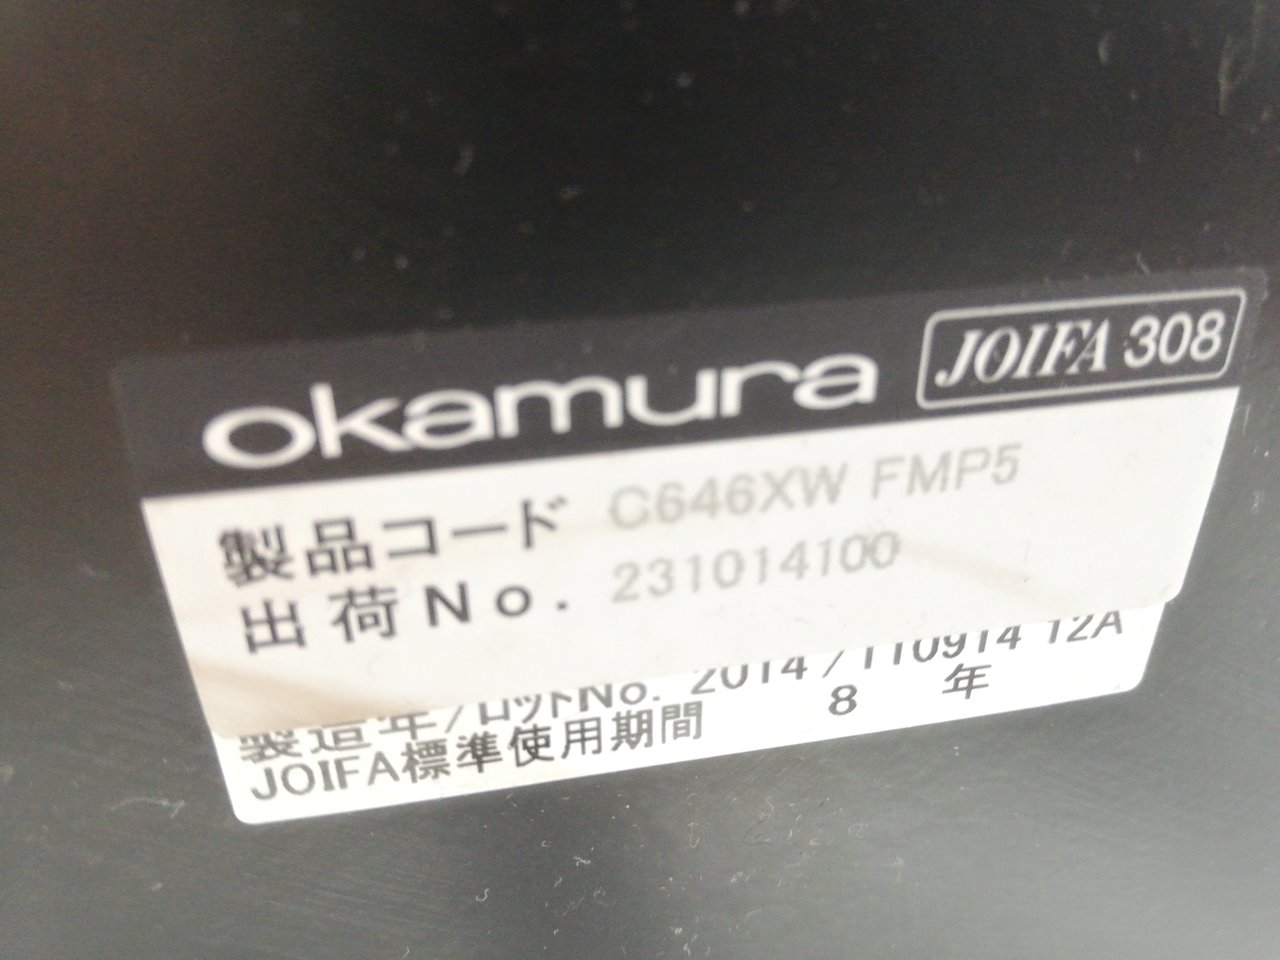 okamura JOIFA 308
製品コード C646XW FMP5
出荷No. 231014100
製造年/ロットNo. 2014/110914 12A
JOIFA標準使用期間 8 年